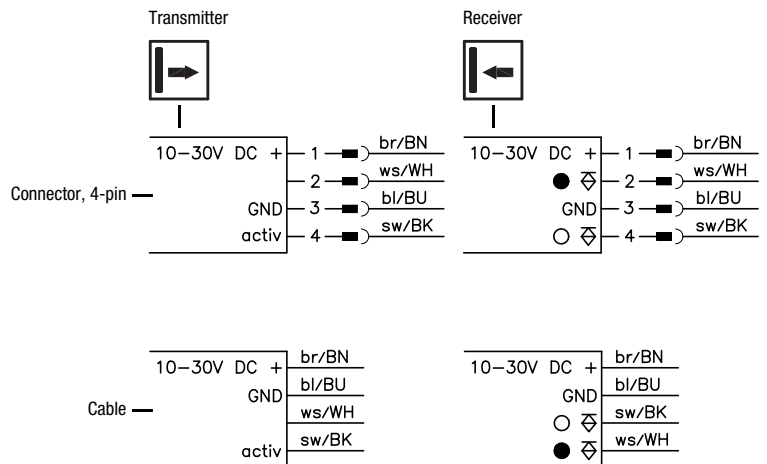 Transmitter
Receiver
Connector, 4-pin
10–30V DC +
1
br/BN
2
ws/WH
GND
3
bl/BU
activ
4
sw/BK
10–30V DC +
1
br/BN
2
ws/WH
GND
3
bl/BU
4
sw/BK
Cable
10–30V DC +
br/BN
GND
bl/BU
ws/WH
activ
sw/BK
10–30V DC +
br/BN
GND
bl/BU
sw/BK
ws/WH